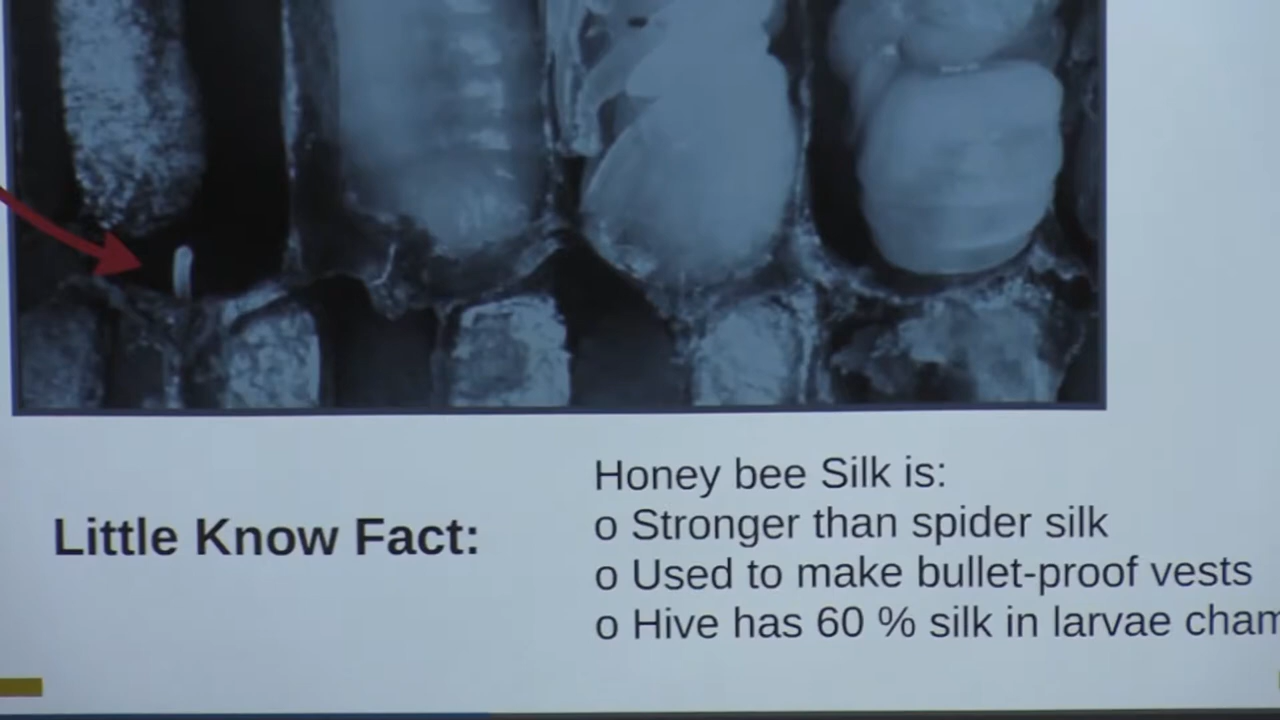 Little Know Fact:
Honey bee Silk is:
o Stronger than spider silk
o Used to make bullet-proof vests
o Hive has 60 % silk in larvae